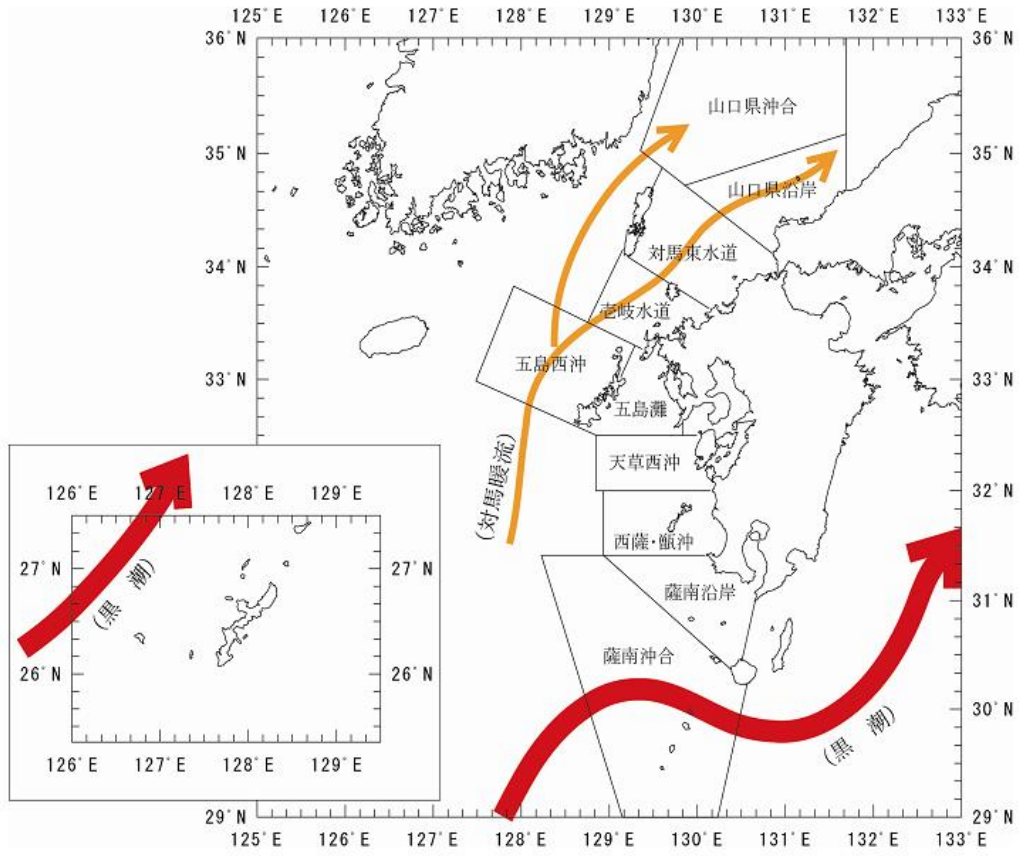 125°E 126°E 127°E 128°E 129°E 130°E 131°E 132°E 133°E
36°N 36°N
山口県沖合
35°N 35°N
山口県沿岸
対馬東水道
34°N 34°N
壱岐水道
五島西沖
33°N 33°N
五島灘
(対馬暖流)
天草西沖
32°N 32°N
西薩・甑沖
薩南沿岸
31°N
薩南沖合
30°N
(黒潮)
29°N 29°N
125°E 126°E 127°E 128°E 129°E 130°E 131°E 132°E 133°E
126°E 127°E 128°E 129°E
27°N 27°N
(黒潮)
26°N 26°N
126°E 127°E 128°E 129°E